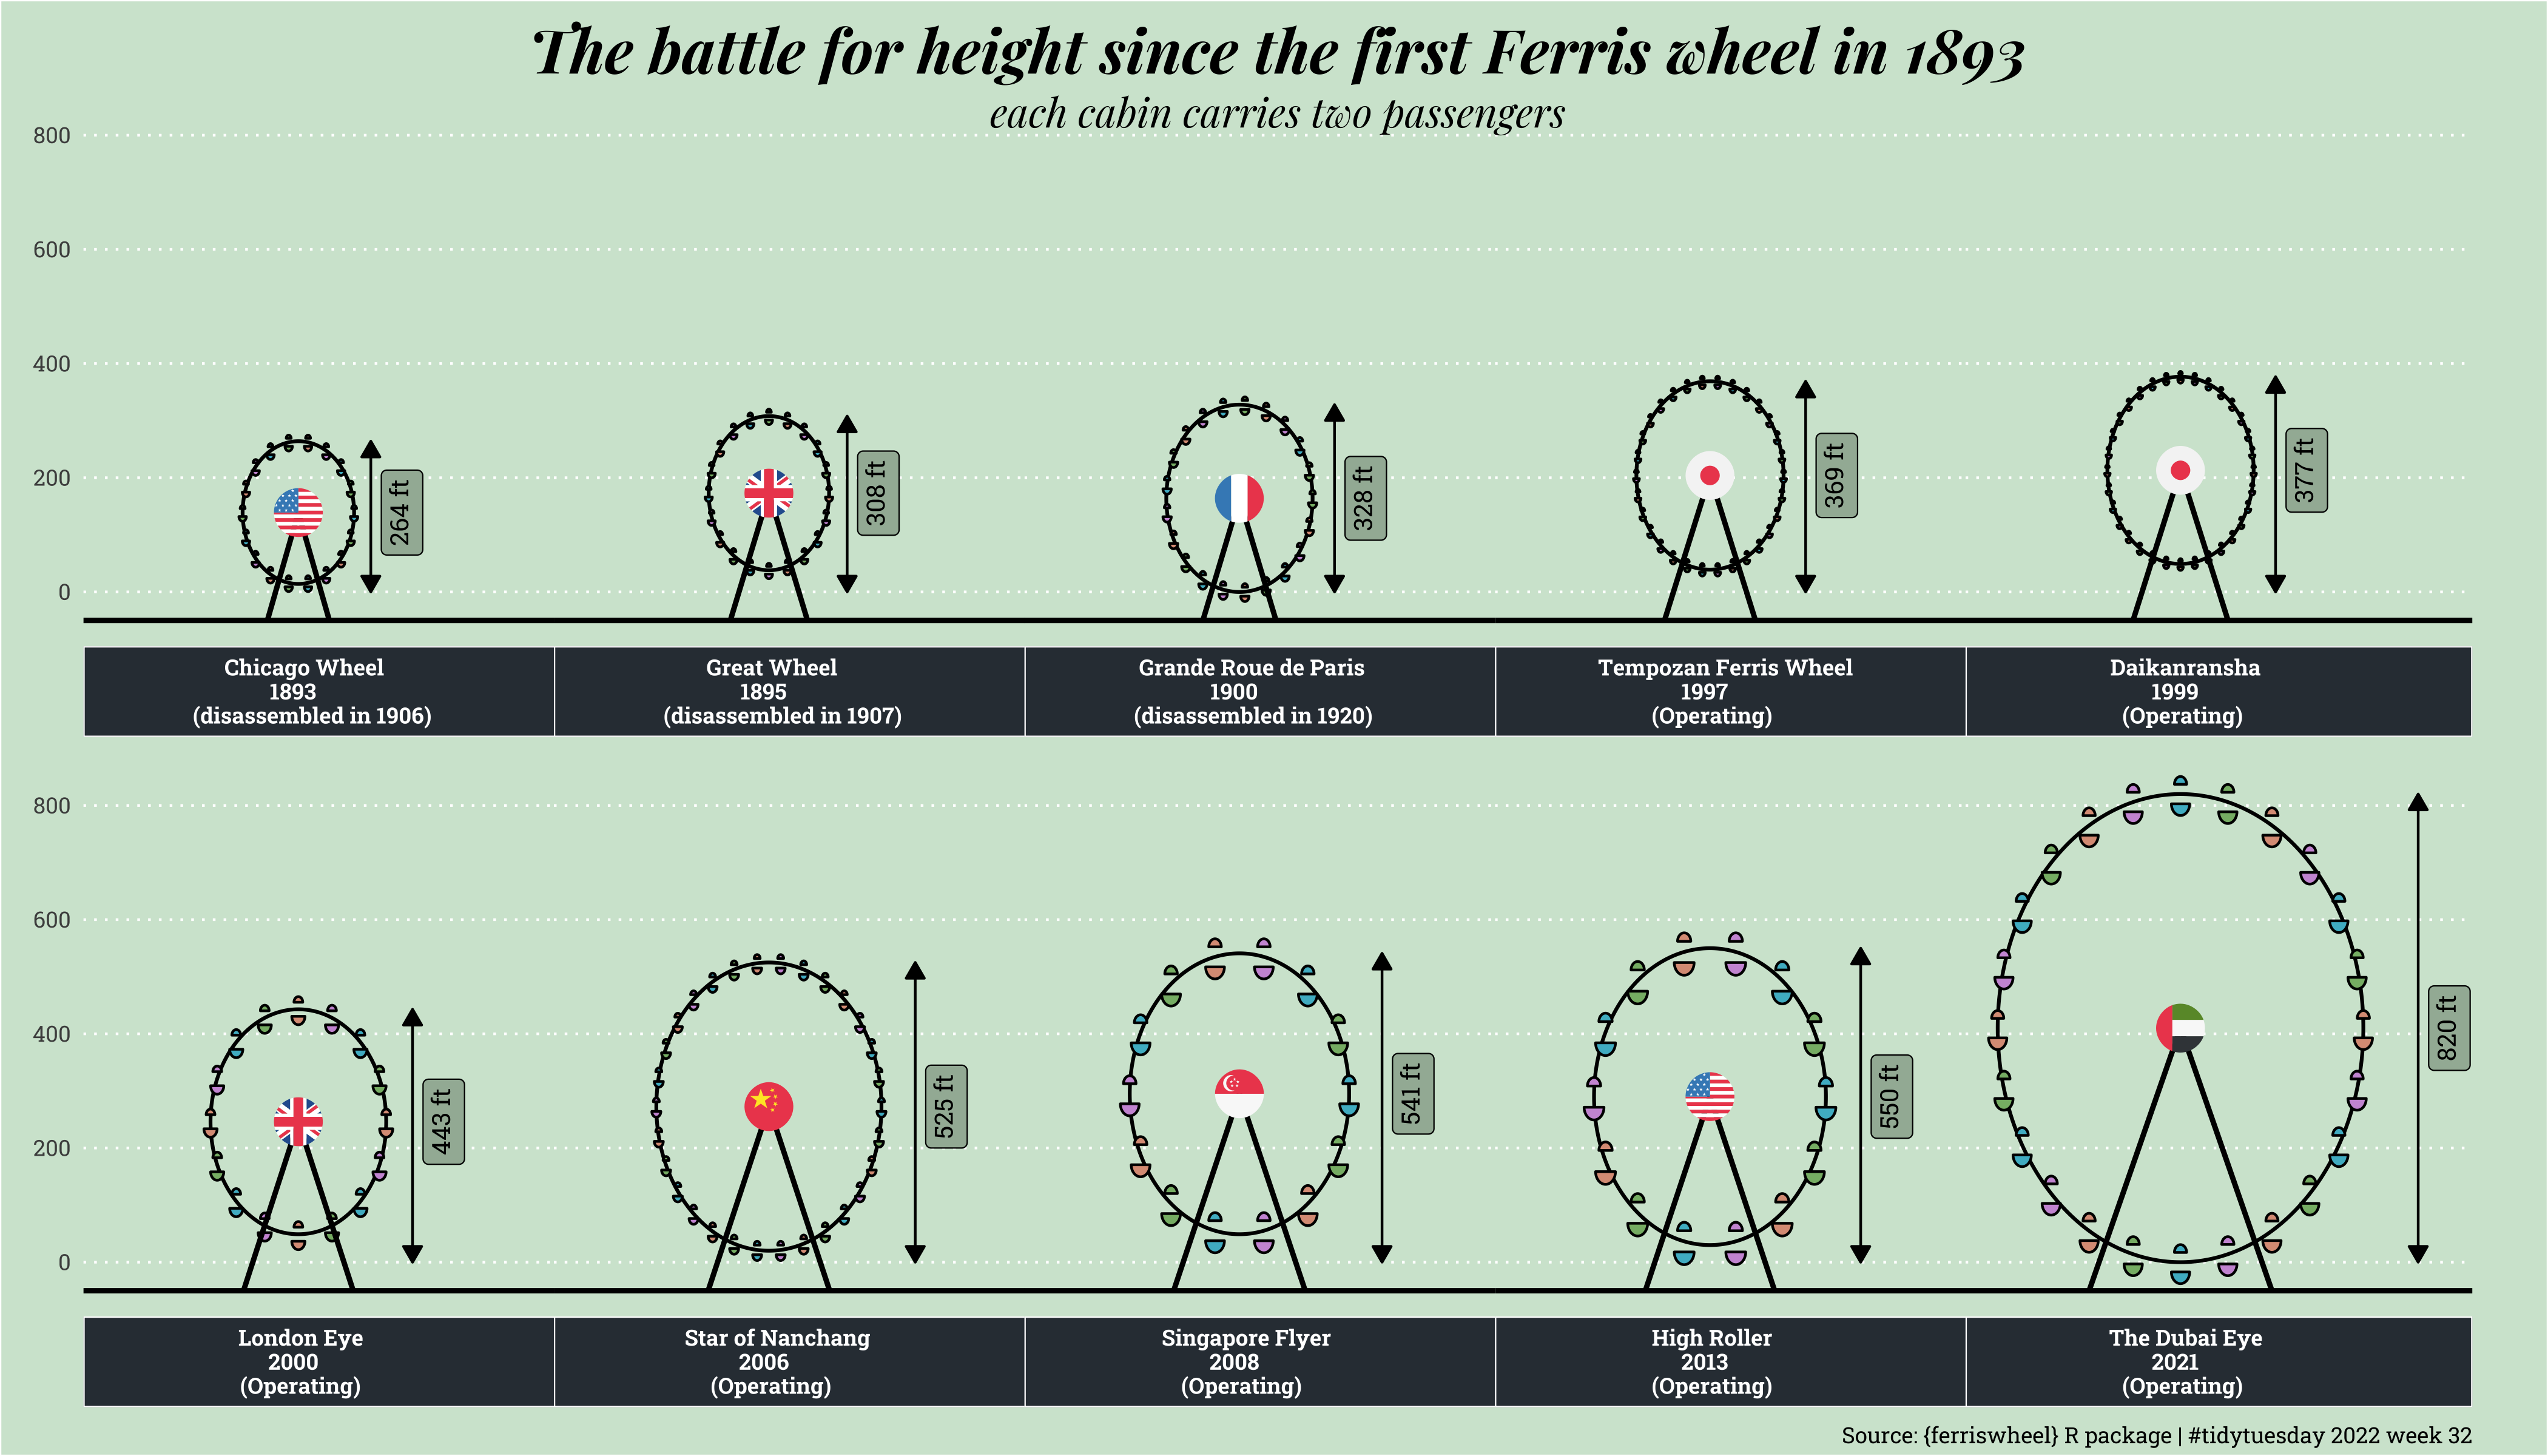 The battle for height since the first Ferris wheel in 1893
each cabin carries two passengers
800
600
400
200
0
264 ft
308 ft
328 ft
369 ft
377 ft
Chicago Wheel
1893
(disassembled in 1906)
Great Wheel
1895
(disassembled in 1907)
Grande Roue de Paris
1900
(disassembled in 1920)
Tempozan Ferris Wheel
1997
(Operating)
Daikanransha
1999
(Operating)
800
600
400
200
0
443 ft
525 ft
541 ft
550 ft
820 ft
London Eye
2000
(Operating)
Star of Nanchang
2006
(Operating)
Singapore Flyer
2008
(Operating)
High Roller
2013
(Operating)
The Dubai Eye
2021
(Operating)
Source: {ferriswheel} R package | #tidytuesday 2022 week 32